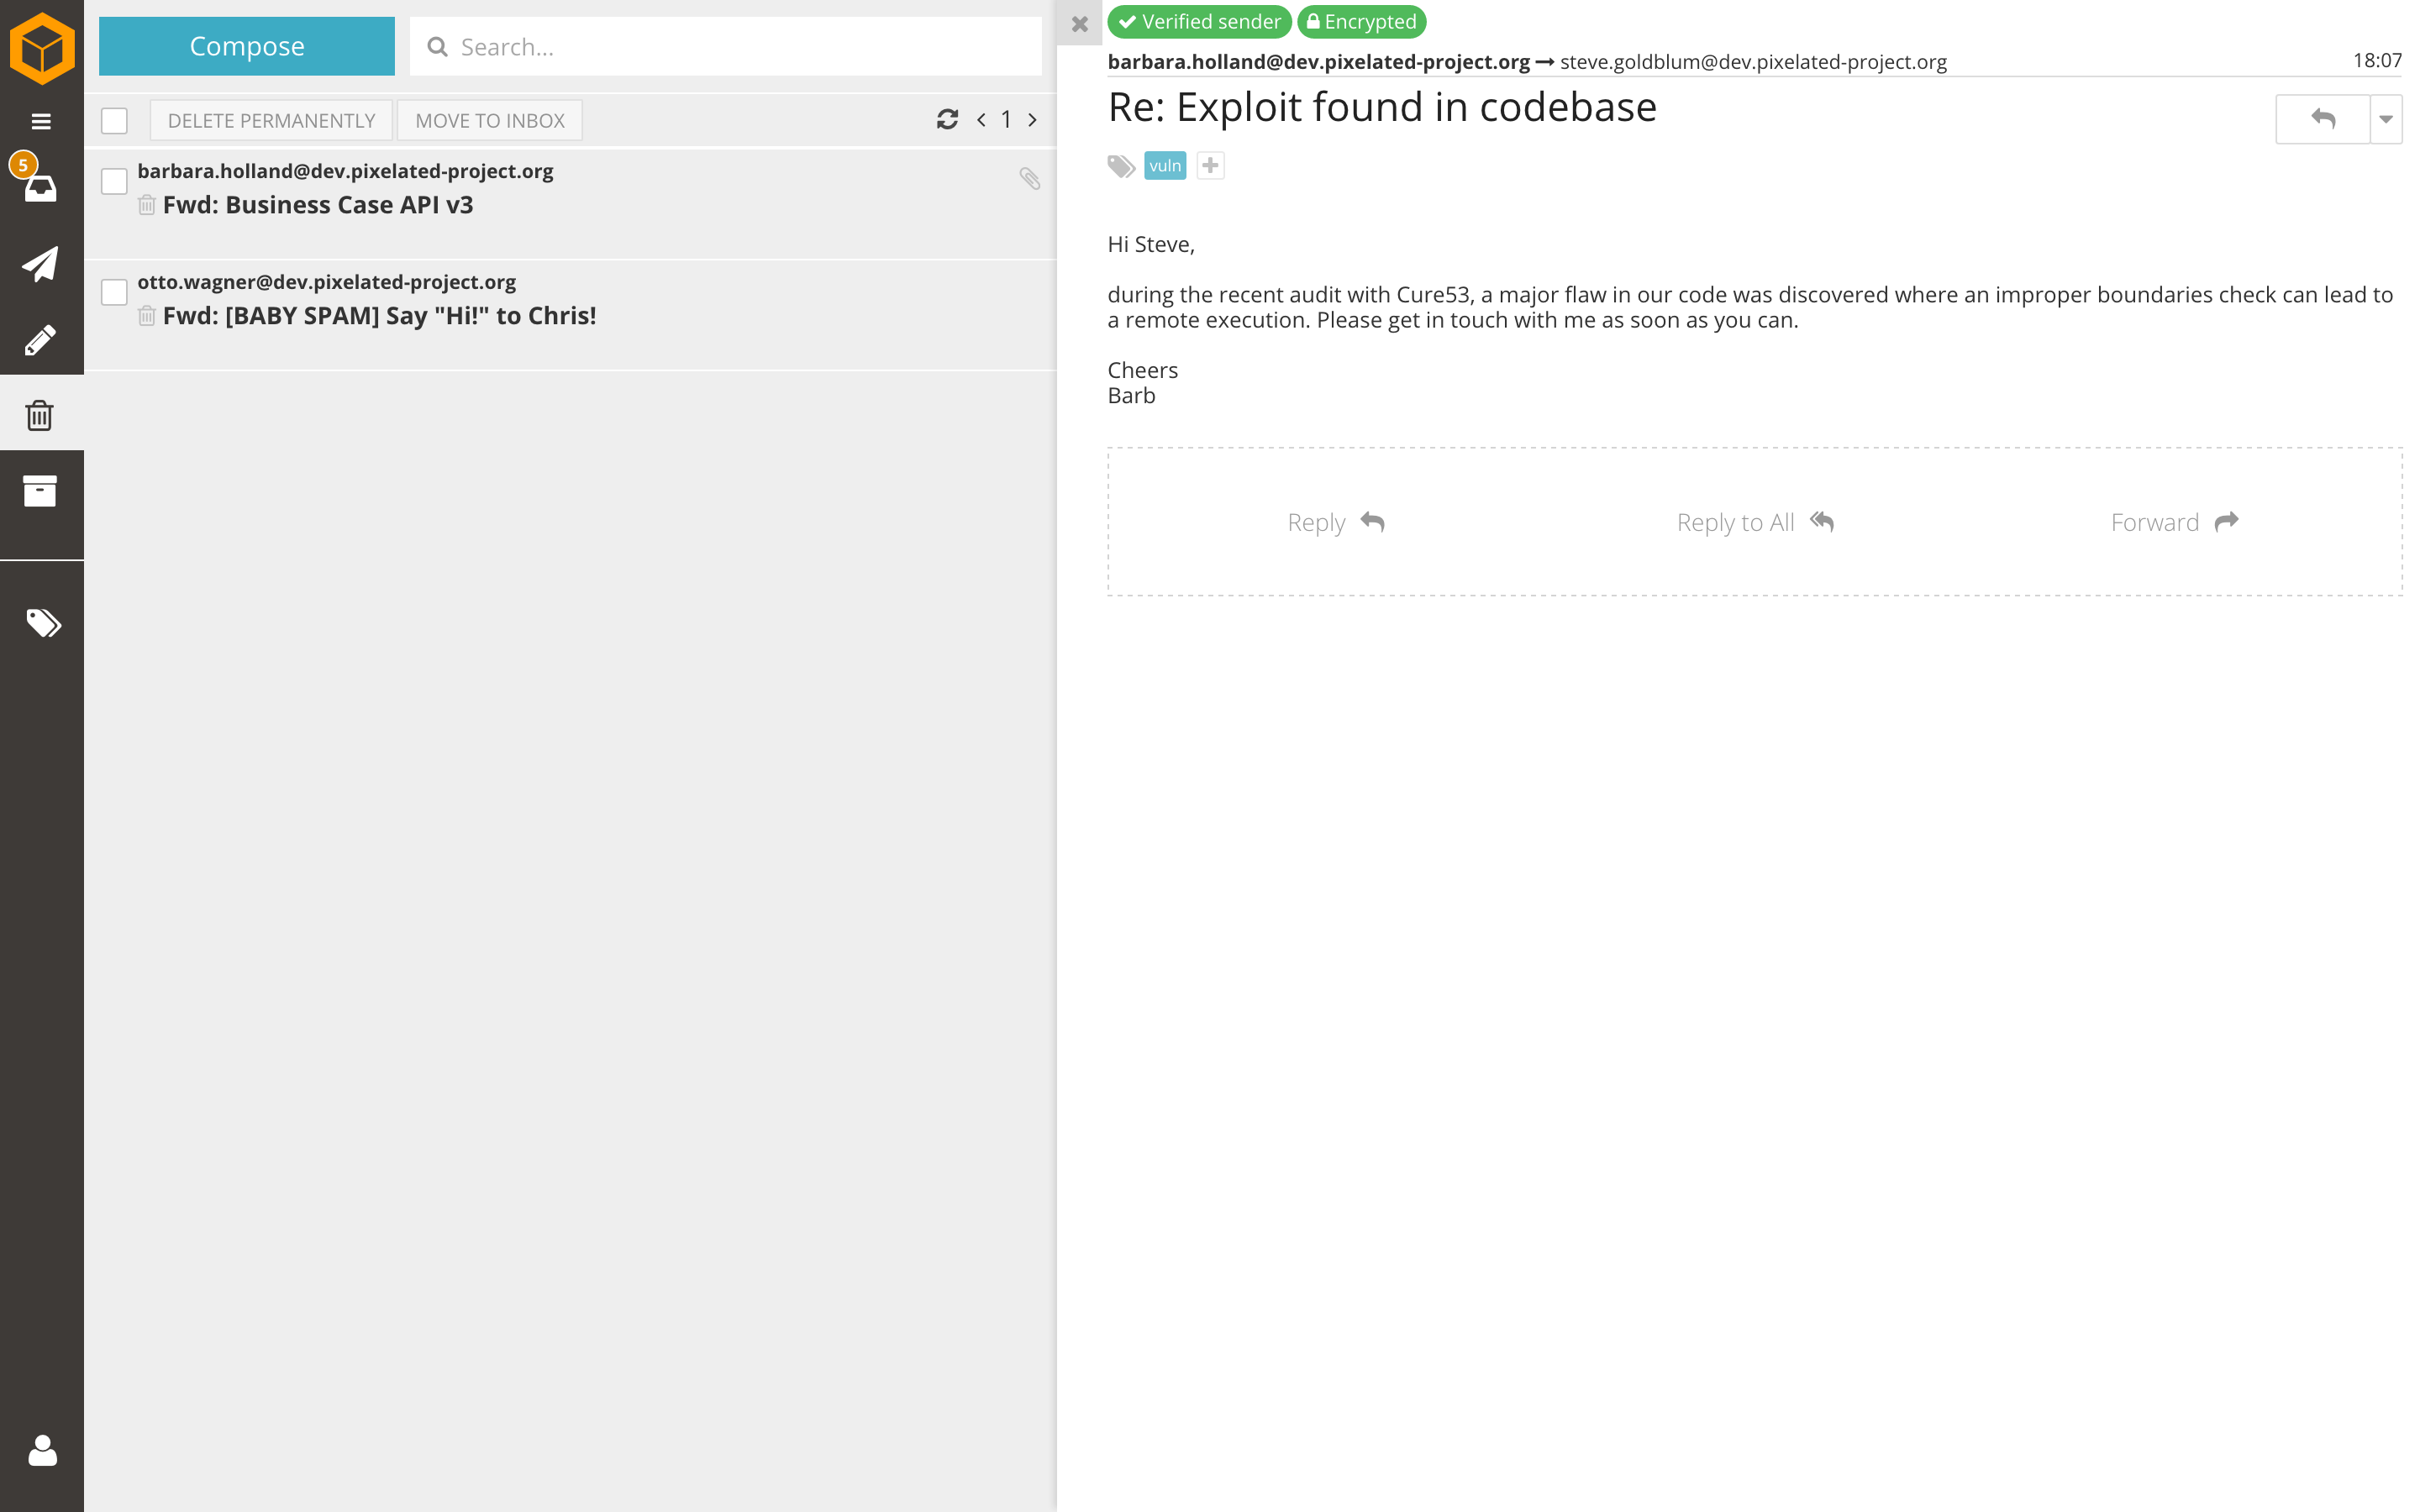 Compose
Search...
DELETE PERMANENTLY
MOVE TO INBOX
1
5
barbara.holland@dev.pixelated-project.org
Fwd: Business Case API v3
otto.wagner@dev.pixelated-project.org
Fwd: [BABY SPAM] Say "Hi!" to Chris!
Verified sender
Encrypted
barbara.holland@dev.pixelated-project.org → steve.goldblum@dev.pixelated-project.org
18:07
Re: Exploit found in codebase
vuln
Hi Steve,
during the recent audit with Cure53, a major flaw in our code was discovered where an improper boundaries check can lead to
a remote execution. Please get in touch with me as soon as you can.
Cheers
Barb
Reply
Reply to All
Forward